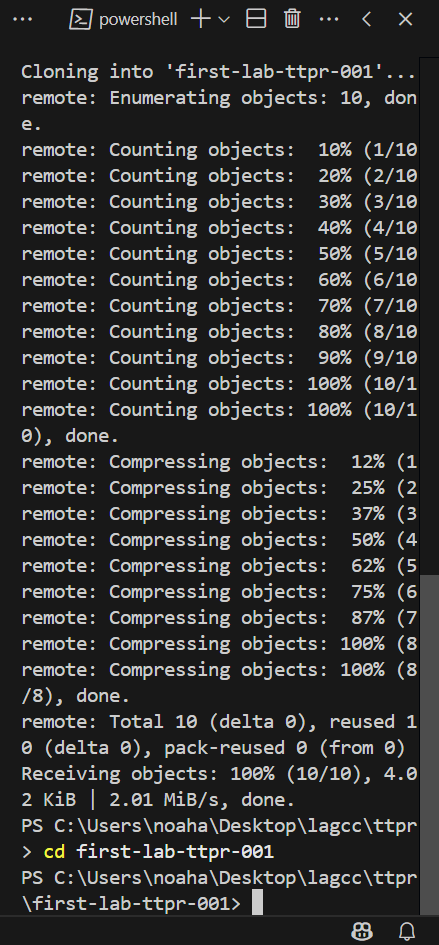 powershell
Cloning into 'first-lab-ttpr-001'...
remote: Enumerating objects: 10, don
e.
remote: Counting objects:  10% (1/10
remote: Counting objects:  20% (2/10
remote: Counting objects:  30% (3/10
remote: Counting objects:  40% (4/10
remote: Counting objects:  50% (5/10
remote: Counting objects:  60% (6/10
remote: Counting objects:  70% (7/10
remote: Counting objects:  80% (8/10
remote: Counting objects:  90% (9/10
remote: Counting objects: 100% (10/1
remote: Counting objects: 100% (10/1
0), done.
remote: Compressing objects:  12% (1
remote: Compressing objects:  25% (2
remote: Compressing objects:  37% (3
remote: Compressing objects:  50% (4
remote: Compressing objects:  62% (5
remote: Compressing objects:  75% (6
remote: Compressing objects:  87% (7
remote: Compressing objects: 100% (8
remote: Compressing objects: 100% (8
/8), done.
remote: Total 10 (delta 0), reused 1
0 (delta 0), pack-reused 0 (from 0)
Receiving objects: 100% (10/10), 4.0
2 KiB | 2.01 MiB/s, done.
PS C:\Users\noaha\Desktop\lagcc\ttpr
> cd first-lab-ttpr-001
PS C:\Users\noaha\Desktop\lagcc\ttpr
\first-lab-ttpr-001>